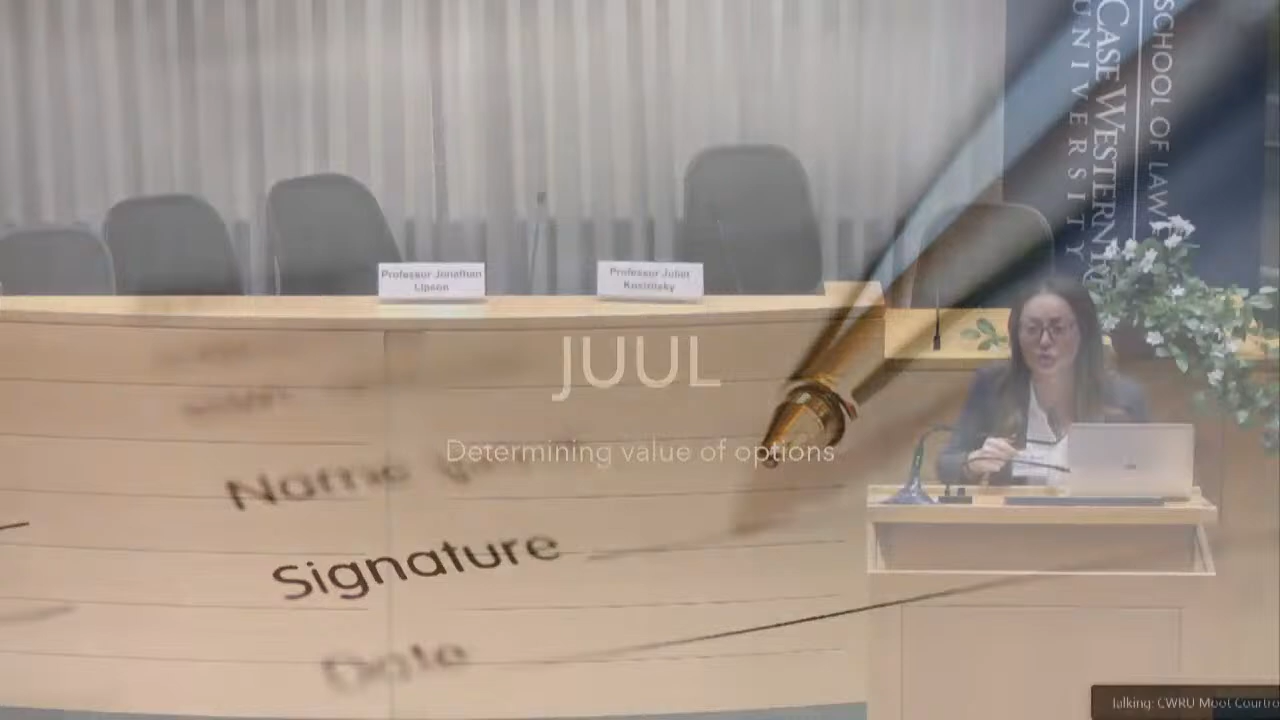 SCHOOL OF LAW
CASE WESTERN
UNIVERSITY
Professor Jonathan
Lipson
Professor Juliet
Kostritsky
JUUL
Determining value of options
Name
Signature
Date
Talking: CWRU Moot Courtro